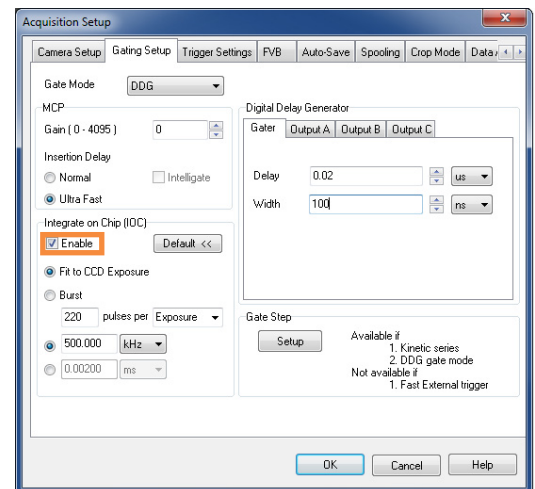 Acquisition Setup
Camera Setup Gating Setup Trigger Settings FVB Auto-Save Spooling Crop Mode Data
Gate Mode DDG
MCP
Gain ( 0 - 4095 ) 0
Insertion Delay
Normal Intelligate
Ultra Fast
Integrate on Chip (IOC)
Enable Default <<
Fit to CCD Exposure
Burst
220 pulses per Exposure
500.000 kHz
0.00200 ms
Digital Delay Generator
Gater Output A Output B Output C
Delay 0.02 us
Width 100 ns
Gate Step
Setup
Available if
1. Kinetic series
2. DDG gate mode
Not available if
1. Fast External trigger
OK Cancel Help